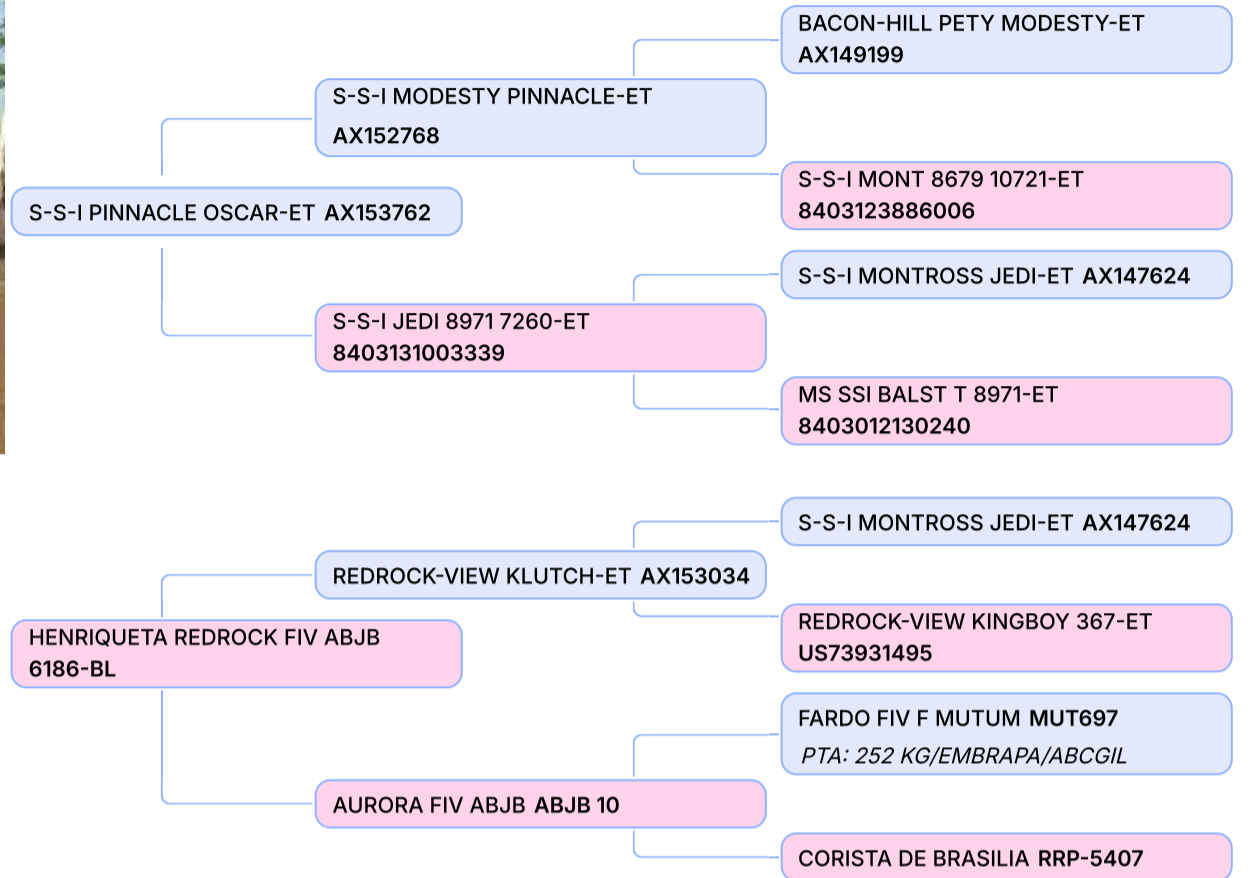 BACON-HILL PETY MODESTY-ET
AX149199
S-S-I MODESTY PINNACLE-ET
AX152768
S-S-I MONT 8679 10721-ET
8403123886006
S-S-I PINNACLE OSCAR-ET AX153762
S-S-I MONTROSS JEDI-ET AX147624
S-S-I JEDI 8971 7260-ET
8403131003339
MS SSI BALST T 8971-ET
8403012130240
S-S-I MONTROSS JEDI-ET AX147624
REDROCK-VIEW KLUTCH-ET AX153034
REDROCK-VIEW KINGBOY 367-ET
US73931495
HENRIQUETA REDROCK FIV ABJB
6186-BL
FARDO FIV F MUTUM MUT697
PTA: 252 KG/EMBRAPA/ABCGIL
AURORA FIV ABJB ABJB 10
CORISTA DE BRASILIA RRP-5407